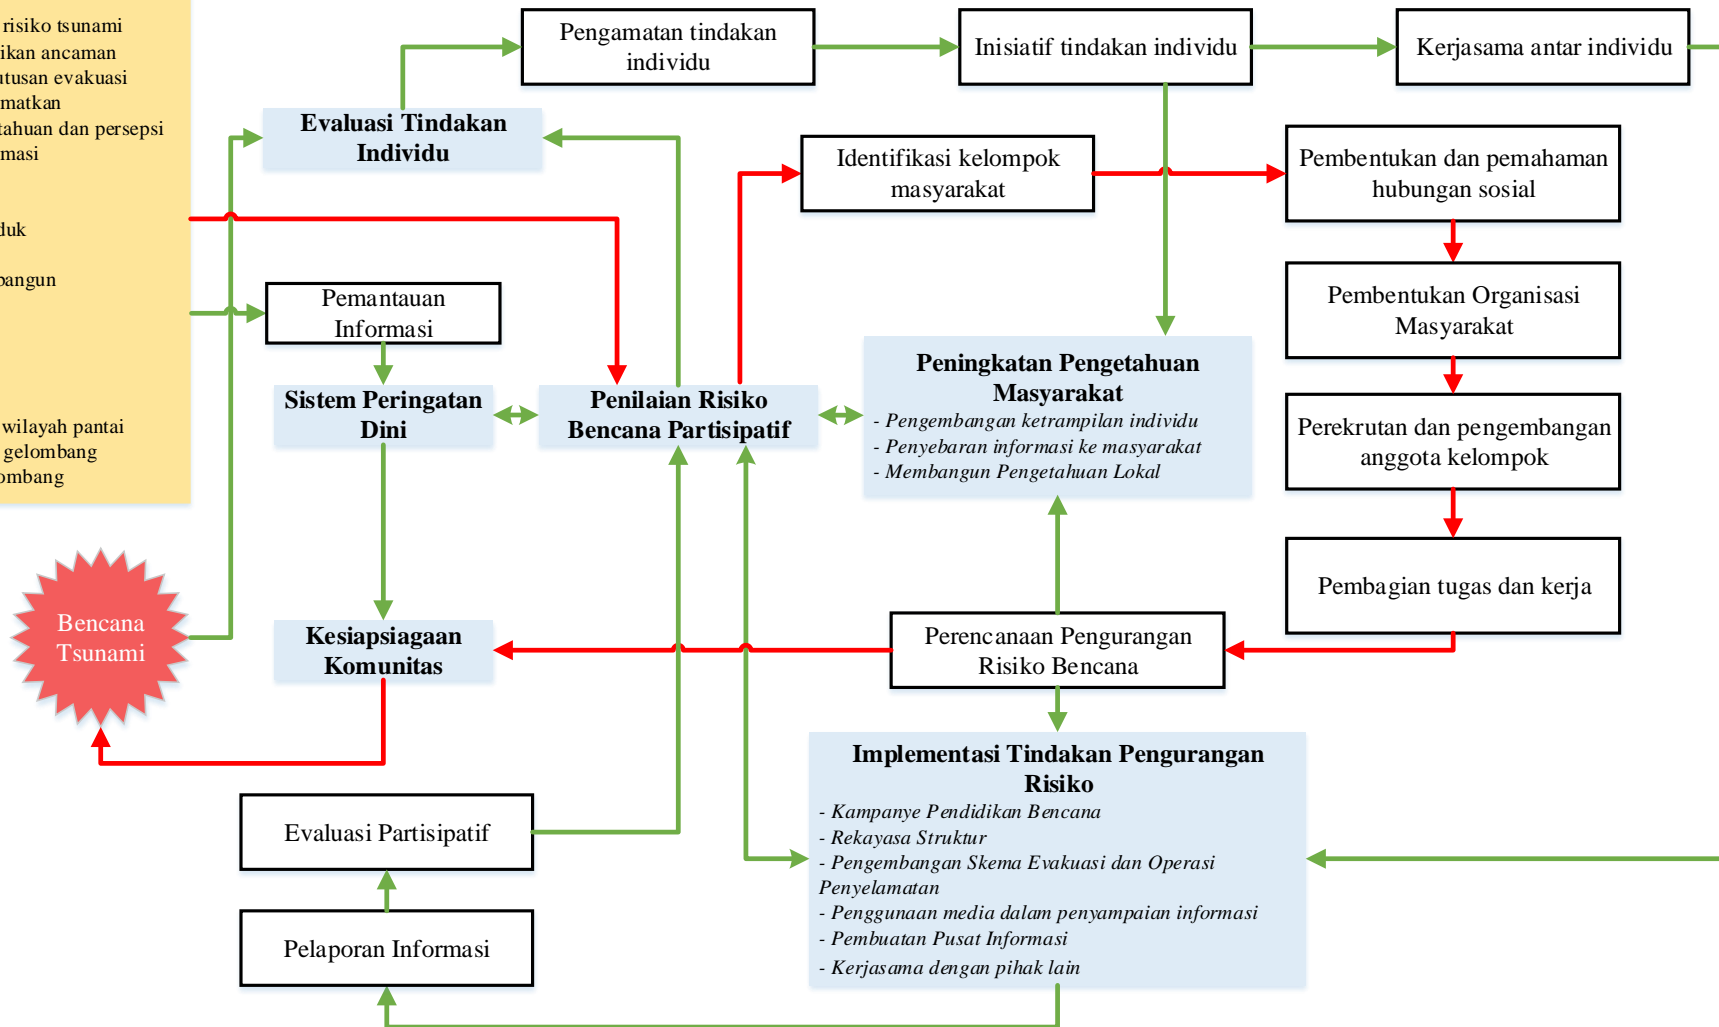 risiko tsunami
ikan ancaman
utusan evakuasi
matkan
tahuan dan persepsi
masi
duk
bangun
wilayah pantai
gelombang
ombang
Pengamatan tindakan
individu
Inisiatif tindakan individu
Kerjasama antar individu
Evaluasi Tindakan
Individu
Identifikasi kelompok
masyarakat
Pembentukan dan pemahaman
hubungan sosial
Pemantauan
Informasi
Pembentukan Organisasi
Masyarakat
Sistem Peringatan
Dini
Penilaian Risiko
Bencana Partisipatif
Peningkatan Pengetahuan
Masyarakat
- Pengembangan ketrampilan individu
- Penyebaran informasi ke masyarakat
- Membangun Pengetahuan Lokal
Perekrutan dan pengembangan
anggota kelompok
Pembagian tugas dan kerja
Bencana
Tsunami
Kesiapsiagaan
Komunitas
Perencanaan Pengurangan
Risiko Bencana
Implementasi Tindakan Pengurangan
Risiko
- Kampanye Pendidikan Bencana
- Rekayasa Struktur
- Pengembangan Skema Evakuasi dan Operasi
Penyelamatan
- Penggunaan media dalam penyampaian informasi
- Pembuatan Pusat Informasi
- Kerjasama dengan pihak lain
Evaluasi Partisipatif
Pelaporan Informasi